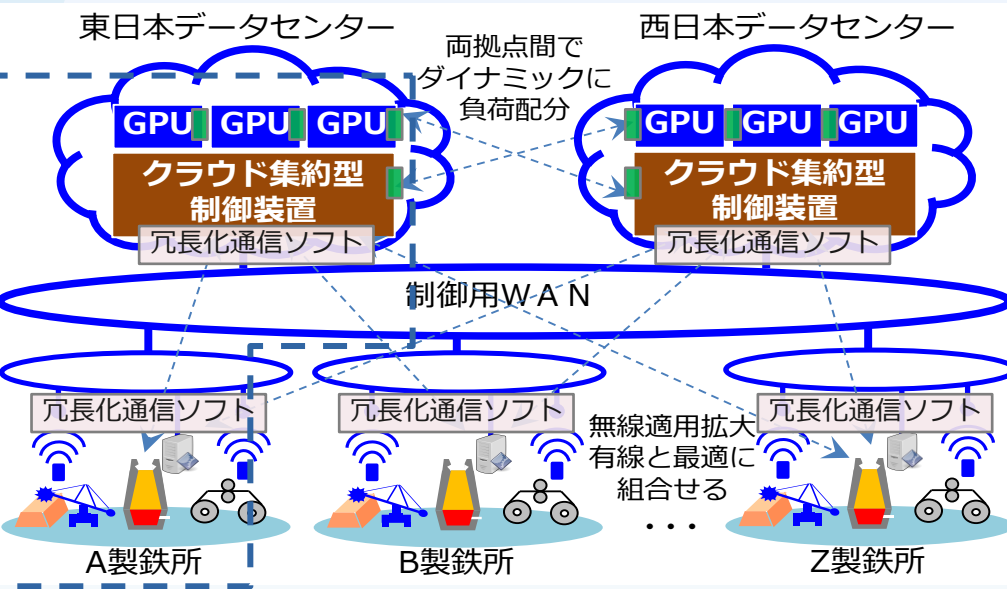 東日本データセンター
両拠点間で
ダイナミックに
負荷配分
西日本データセンター
GPU GPU GPU
クラウド集約型
制御装置
冗長化通信ソフト
GPU GPU GPU
クラウド集約型
制御装置
冗長化通信ソフト
制御用WAN
冗長化通信ソフト
冗長化通信ソフト
冗長化通信ソフト
無線適用拡大
有線と最適に
組合せる
・・・
A製鉄所
B製鉄所
Z製鉄所